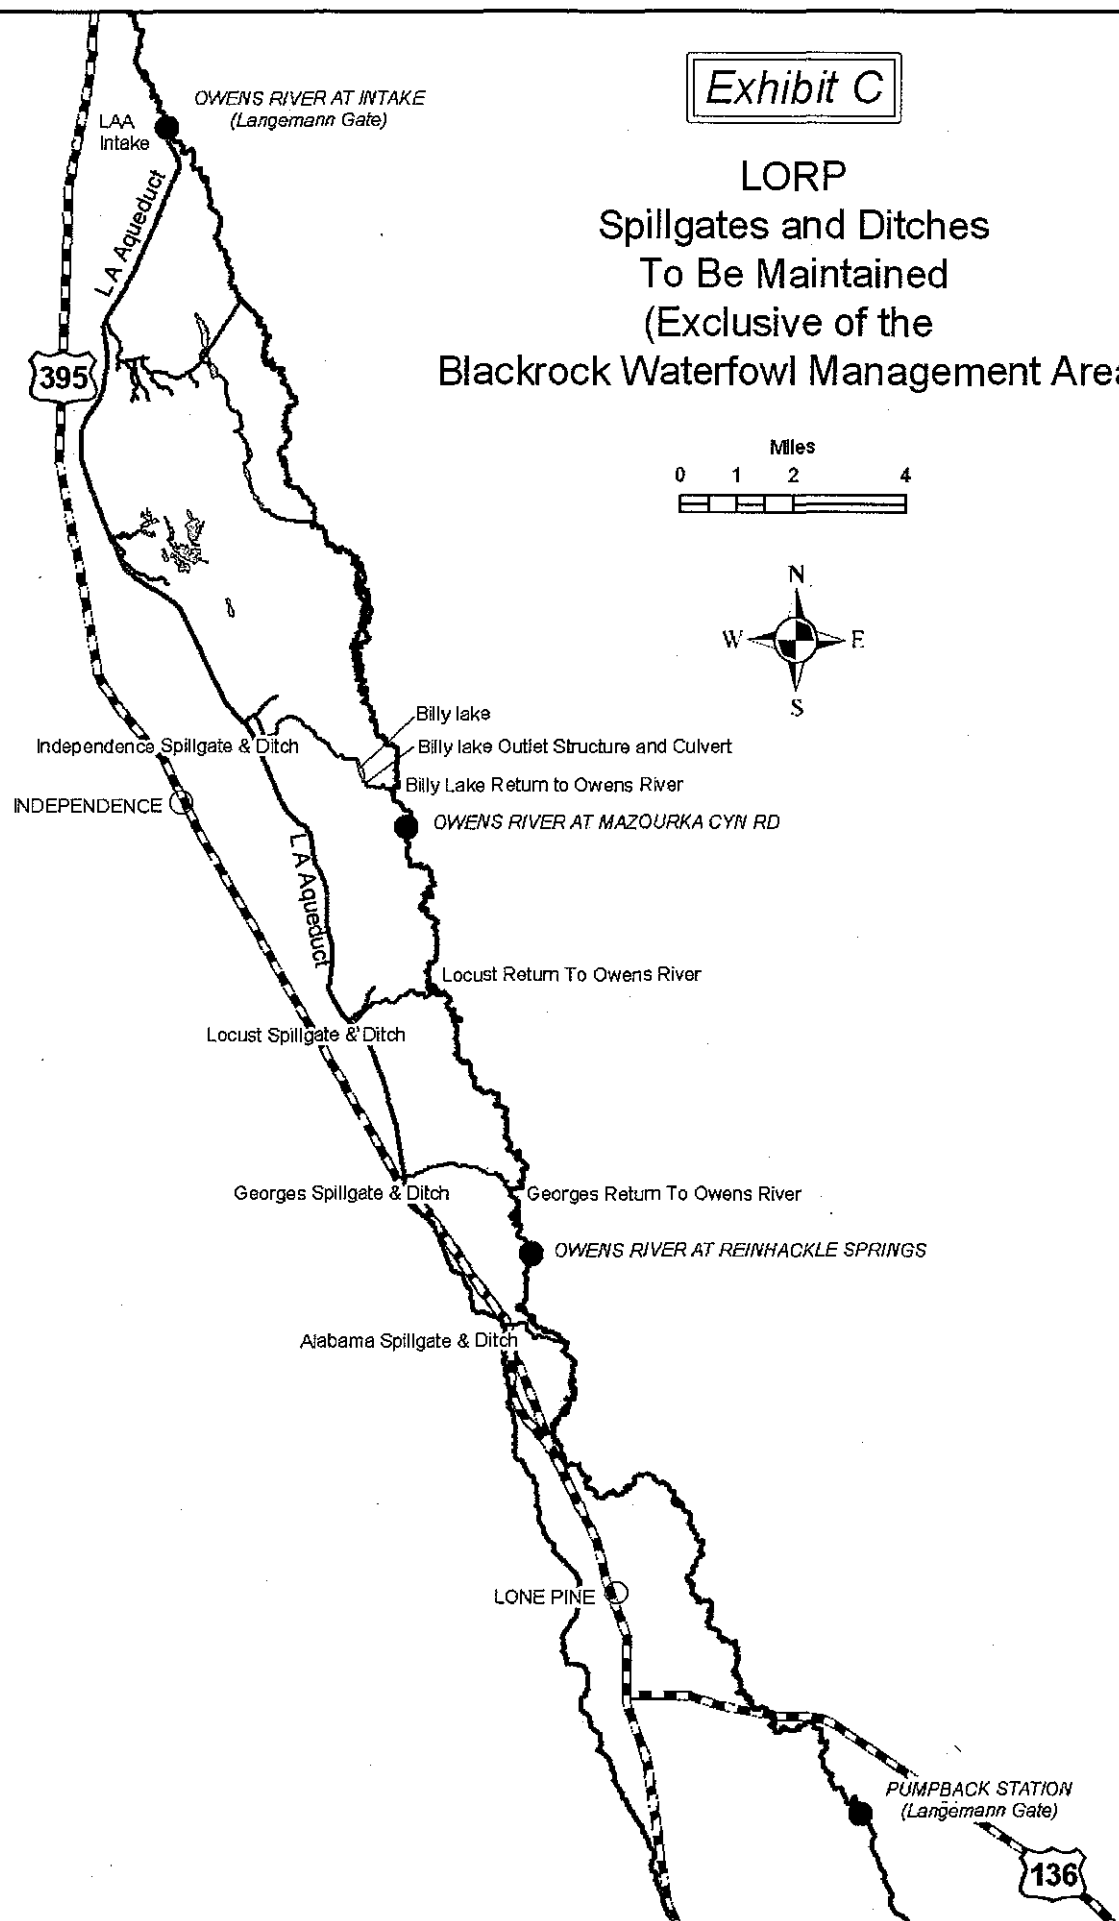 Exhibit C
OWENS RIVER AT INTAKE
(Langemann Gate)
LAA
Intake
LORP
Spillgates and Ditches
To Be Maintained
(Exclusive of the
Blackrock Waterfowl Management Area
L A Aqueduct
395
Miles
0 1 2 4
N
W E
S
Billy lake
Independence Spillgate & Ditch
Billy lake Outlet Structure and Culvert
Billy Lake Return to Owens River
INDEPENDENCE
OWENS RIVER AT MAZOURKA CYN RD
L A Aqueduct
Locust Return To Owens River
Locust Spillgate & Ditch
Georges Spillgate & Ditch
Georges Return To Owens River
OWENS RIVER AT REINHACKLE SPRINGS
Alabama Spillgate & Ditch
LONE PINE
PUMPBACK STATION
(Langemann Gate)
136